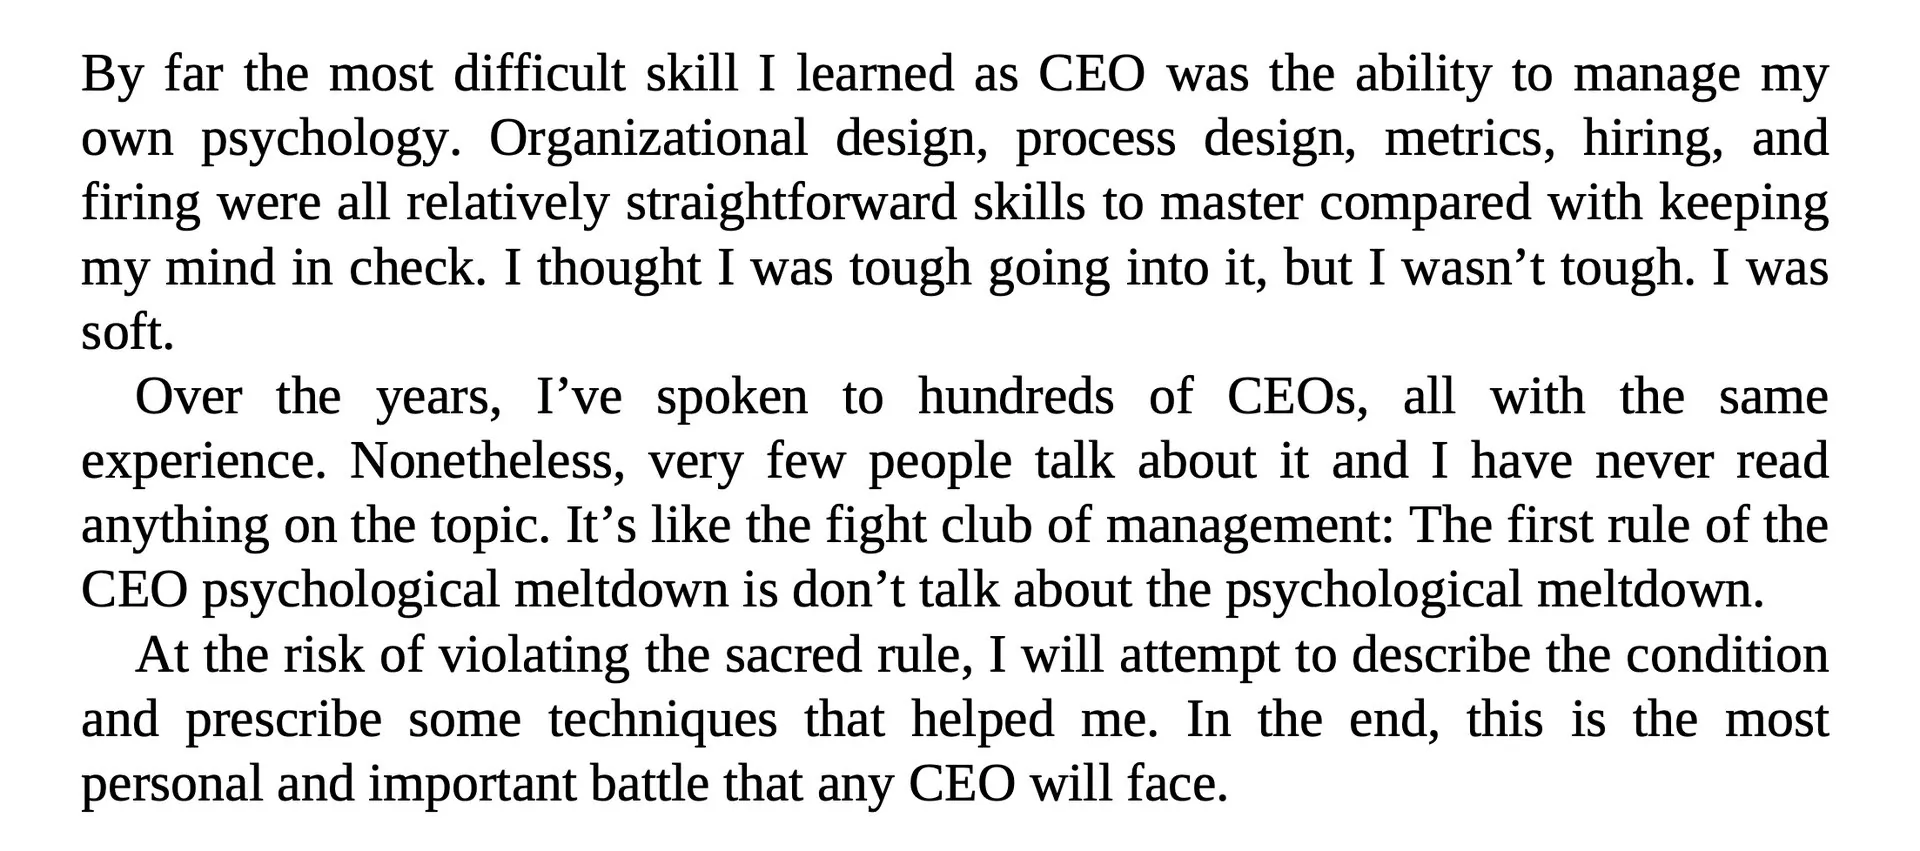 By far the most difficult skill I learned as CEO was the ability to manage my
own psychology. Organizational design, process design, metrics, hiring, and
firing were all relatively straightforward skills to master compared with keeping
my mind in check. I thought I was tough going into it, but I wasn’t tough. I was
soft.
Over the years, I’ve spoken to hundreds of CEOs, all with the same
experience. Nonetheless, very few people talk about it and I have never read
anything on the topic. It’s like the fight club of management: The first rule of the
CEO psychological meltdown is don’t talk about the psychological meltdown.
At the risk of violating the sacred rule, I will attempt to describe the condition
and prescribe some techniques that helped me. In the end, this is the most
personal and important battle that any CEO will face.